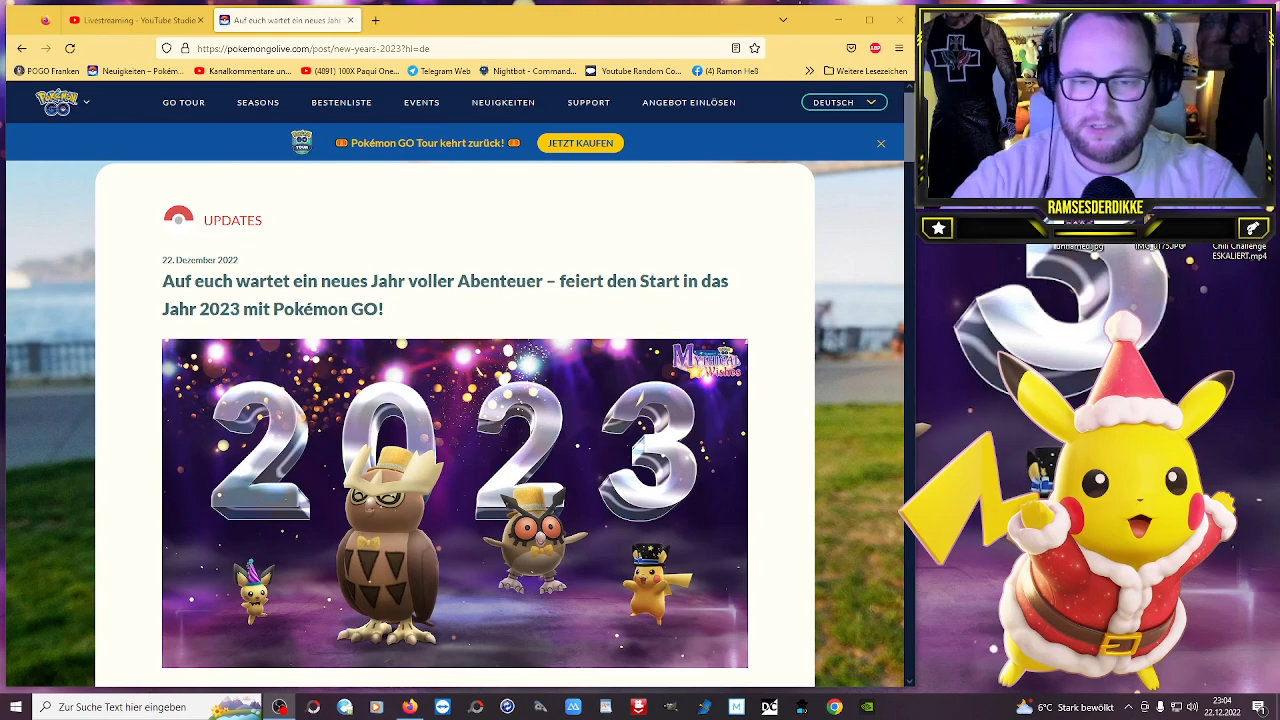 Livestreaming - YouTube Studio
Auf euch wartet ein neues Jahr
https://pokemongolive.com/post/new-years-2023?hl=de
POGO Franken
Neuigkeiten – Pokém...
Kanalkommentare un...
(4891) 100X Paqui One...
Telegram Web
Nightbot - Command...
Youtube Random Co...
(4) Ramon Heß
Weitere Lesezeichen
Pokémon GO
GO TOUR
SEASONS
BESTENLISTE
EVENTS
NEUIGKEITEN
SUPPORT
ANGEBOT EINLÖSEN
DEUTSCH
Pokémon GO Tour kehrt zurück!
JETZT KAUFEN
UPDATES
22. Dezember 2022
Auf euch wartet ein neues Jahr voller Abenteuer – feiert den Start in das
Jahr 2023 mit Pokémon GO!
Mythical
Wishes
2023
RAMSESDERDIKKE
Chili Challenge
ESKALIERT.mp4
3
Zur Suche Text hier eingeben
6°C Stark bewölkt
23:04
22.12.2022